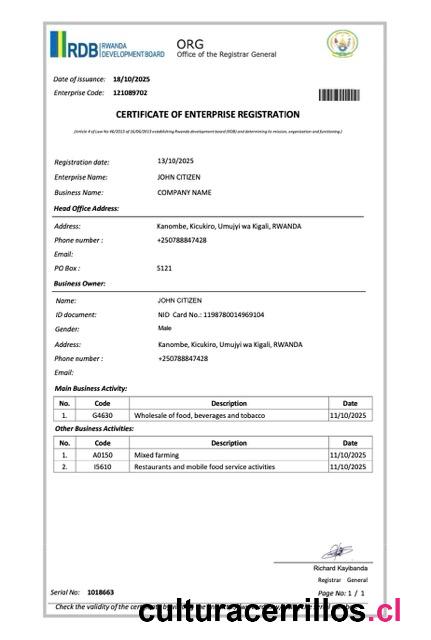 RDB RWANDA DEVELOPMENT BOARD
ORG
Office of the Registrar General
Date of issuance: 18/10/2025
Enterprise Code: 121089702
CERTIFICATE OF ENTERPRISE REGISTRATION
(Article 4 of Law No 46/2013 of 16/06/2013 establishing Rwanda development board (RDB) and determining its mission, organization and functioning.)
Registration date: 13/10/2025
Enterprise Name: JOHN CITIZEN
Business Name: COMPANY NAME
Head Office Address:
Address: Kanombe, Kicukiro, Umujyi wa Kigali, RWANDA
Phone number : +250788847428
Email:
PO Box : 5121
Business Owner:
Name: JOHN CITIZEN
ID document: NID Card No.: 1198780014969104
Gender: Male
Address: Kanombe, Kicukiro, Umujyi wa Kigali, RWANDA
Phone number : +250788847428
Email:
Main Business Activity:
No. Code Description Date
1. G4630 Wholesale of food, beverages and tobacco 11/10/2025
Other Business Activities:
No. Code Description Date
1. A0150 Mixed farming 11/10/2025
2. I5610 Restaurants and mobile food service activities 11/10/2025
Richard Kayibanda
Registrar General
Serial No: 1018663
Page No: 1 / 1
Check the validity of the
culturacerrillos.cl